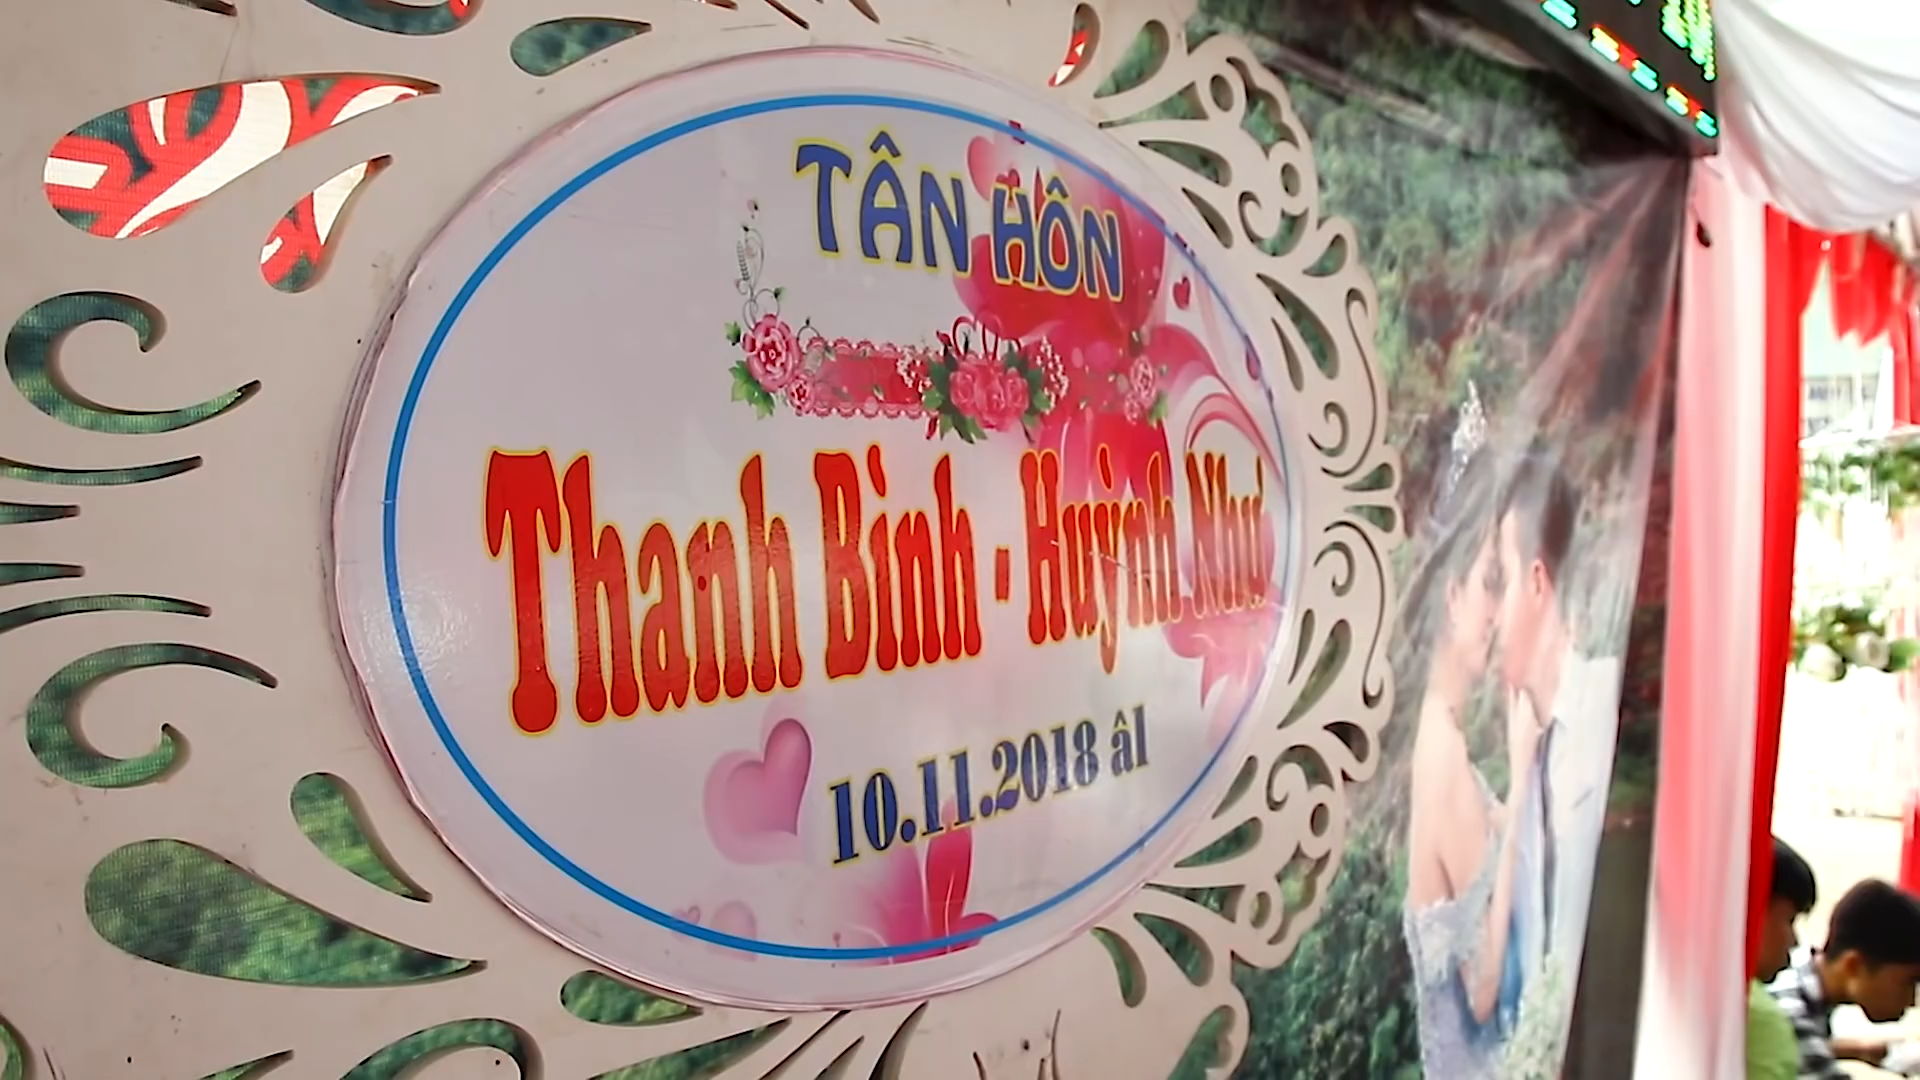 TÂN HÔN
Thanh Bình - Huỳnh Như
10.11.2018 âl